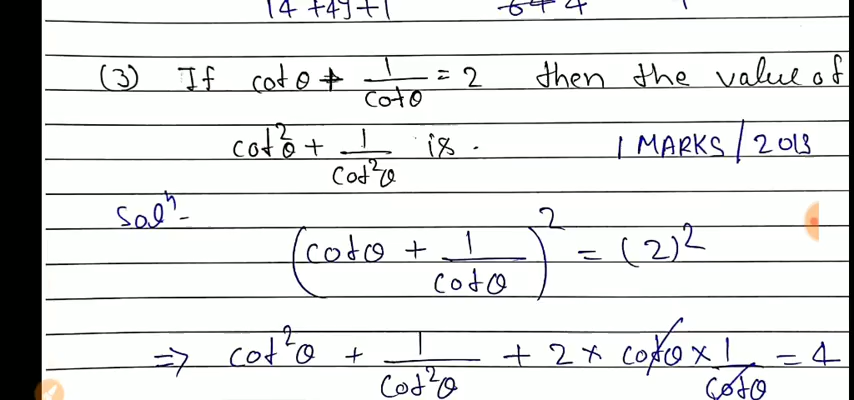 (3) If cotθ + 1/cotθ = 2 then the value of
cot²θ + 1/cot²θ is.
1 MARKS/2013
Solⁿ-
(cotθ + 1/cotθ)² = (2)²
⇒ cot²θ + 1/cot²θ + 2 × cotθ × 1/cotθ = 4